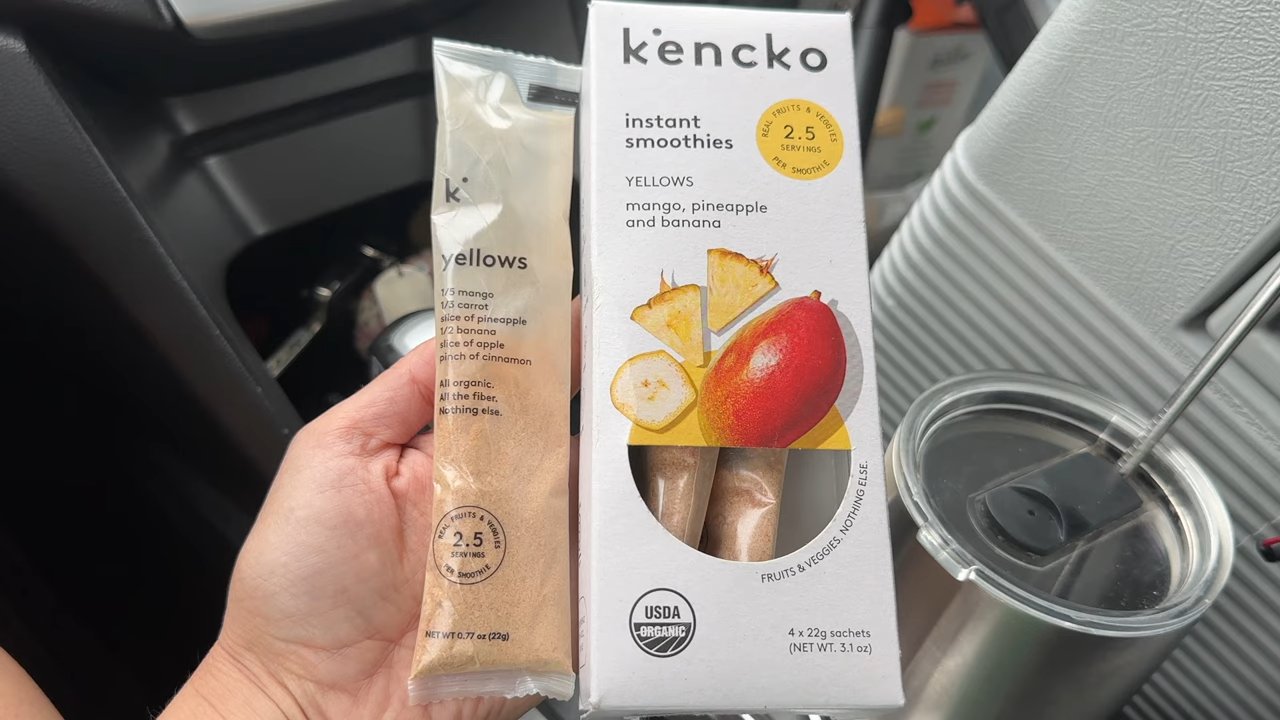 k
yellows
1/5 mango
1/3 carrot
slice of pineapple
1/2 banana
slice of apple
pinch of cinnamon
All organic.
All the fiber.
Nothing else.
REAL FRUITS & VEGGIES
2.5
SERVINGS
PER SMOOTHIE
NET WT 0.77 oz (22g)
kencko
instant
smoothies
REAL FRUITS & VEGGIES
2.5
SERVINGS
PER SMOOTHIE
YELLOWS
mango, pineapple
and banana
FRUITS & VEGGIES. NOTHING ELSE.
USDA
ORGANIC
4 x 22g sachets
(NET WT. 3.1 oz)